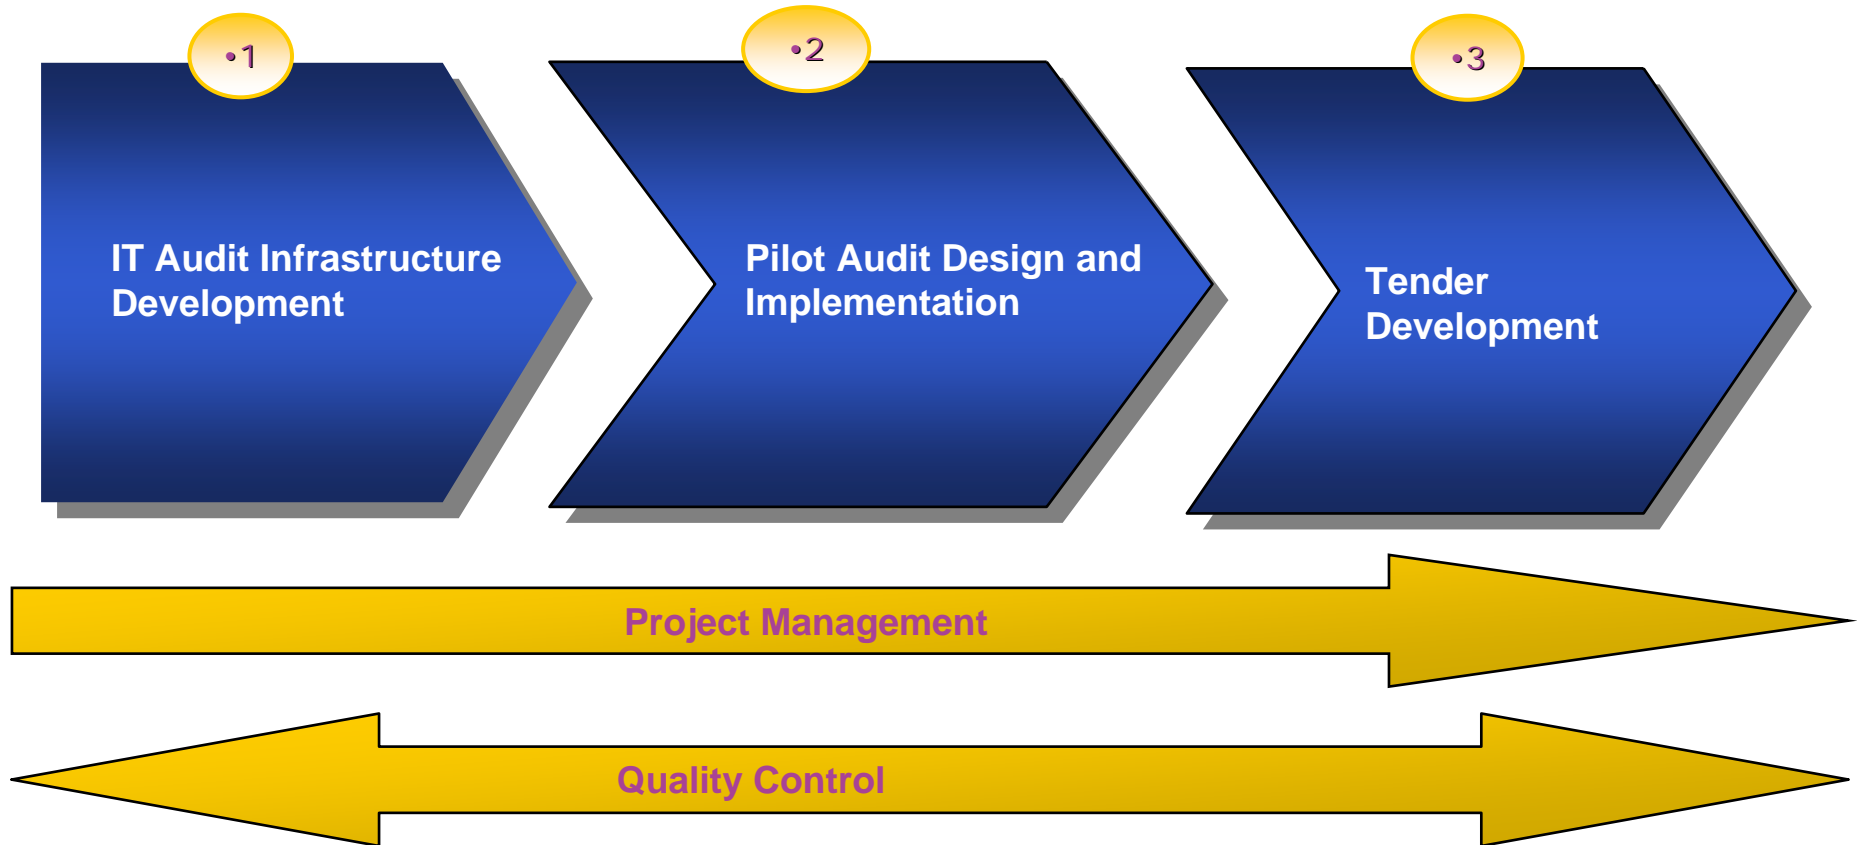 •1
•2
•3
IT Audit Infrastructure
Development
Pilot Audit Design and
Implementation
Tender
Development
Project Management
Quality Control